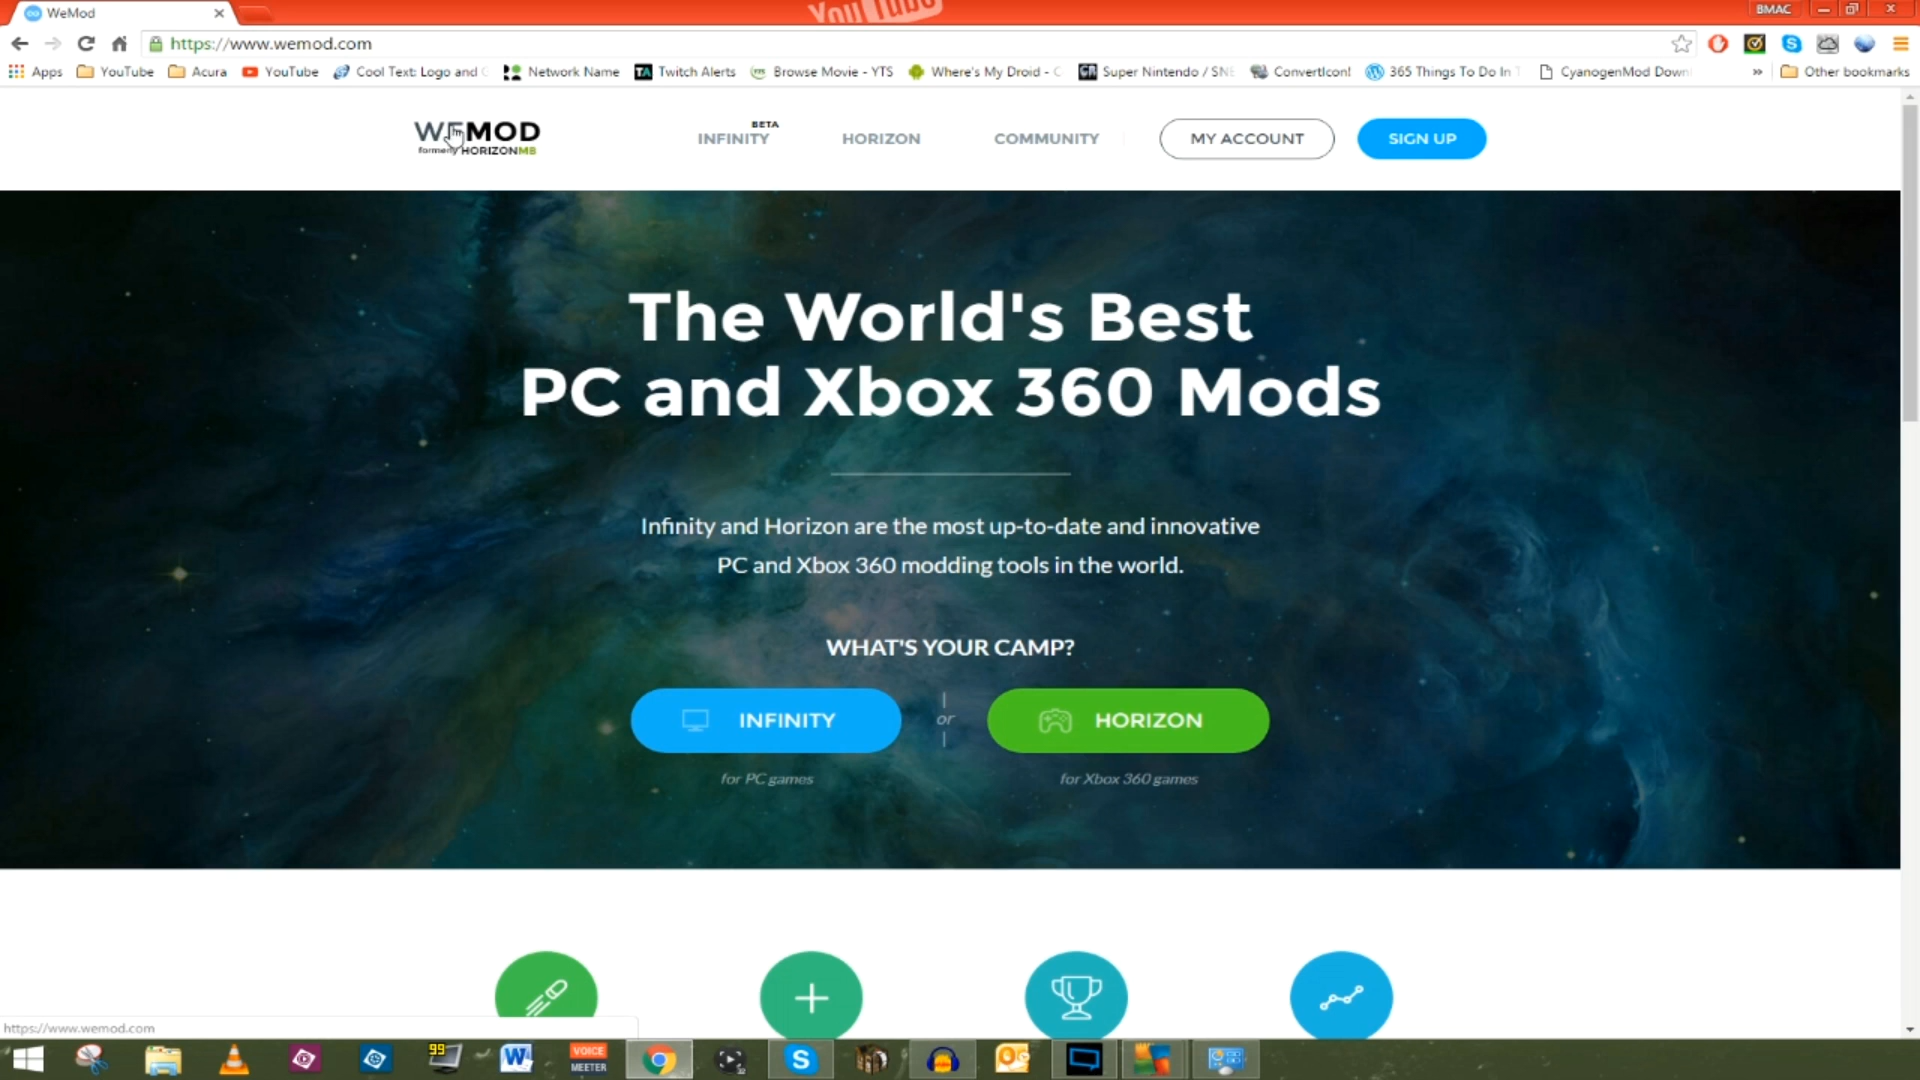 WeMod
YouTube
BMAC
https://www.wemod.com
Apps YouTube Acura YouTube Cool Text: Logo and Network Name TA Twitch Alerts Browse Movie - YTS Where's My Droid - Super Nintendo / SNE ConvertIcon! 365 Things To Do In CyanogenMod Down » Other bookmarks
WEMOD
formerly HORIZONMB
BETA
INFINITY HORIZON COMMUNITY MY ACCOUNT SIGN UP
The World's Best
PC and Xbox 360 Mods
Infinity and Horizon are the most up-to-date and innovative
PC and Xbox 360 modding tools in the world.
WHAT'S YOUR CAMP?
INFINITY or HORIZON
for PC games for Xbox 360 games
https://www.wemod.com
99
VOICE
MEETER